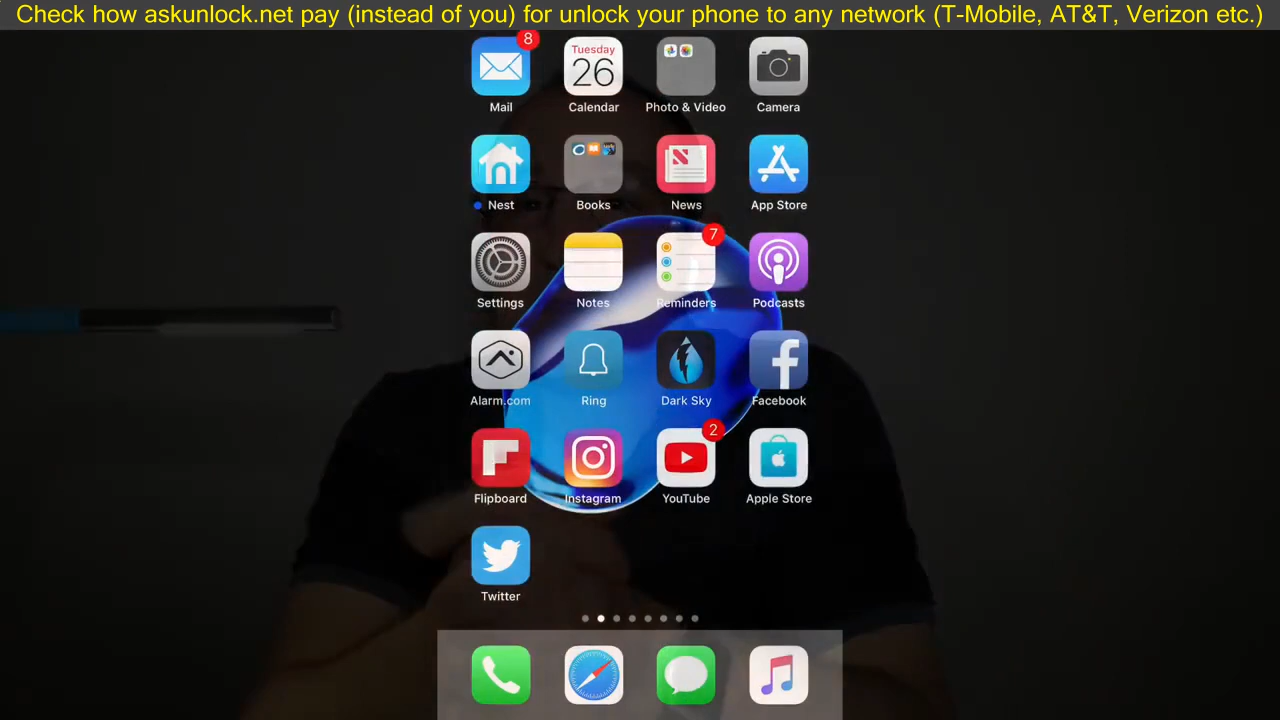 Check how askunlock.net pay (instead of you) for unlock your phone to any network (T-Mobile, AT&T, Verizon etc.)
8
Tuesday
26
Mail
Calendar
Photo & Video
Camera
Nest
Books
News
App Store
7
Settings
Notes
Reminders
Podcasts
Alarm.com
Ring
Dark Sky
Facebook
2
Flipboard
Instagram
YouTube
Apple Store
Twitter